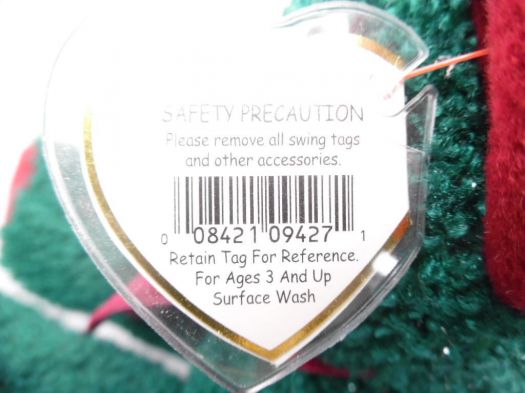 SAFETY PRECAUTION
Please remove all swing tags
and other accessories.
0 08421 09427 1
Retain Tag For Reference.
For Ages 3 And Up
Surface Wash